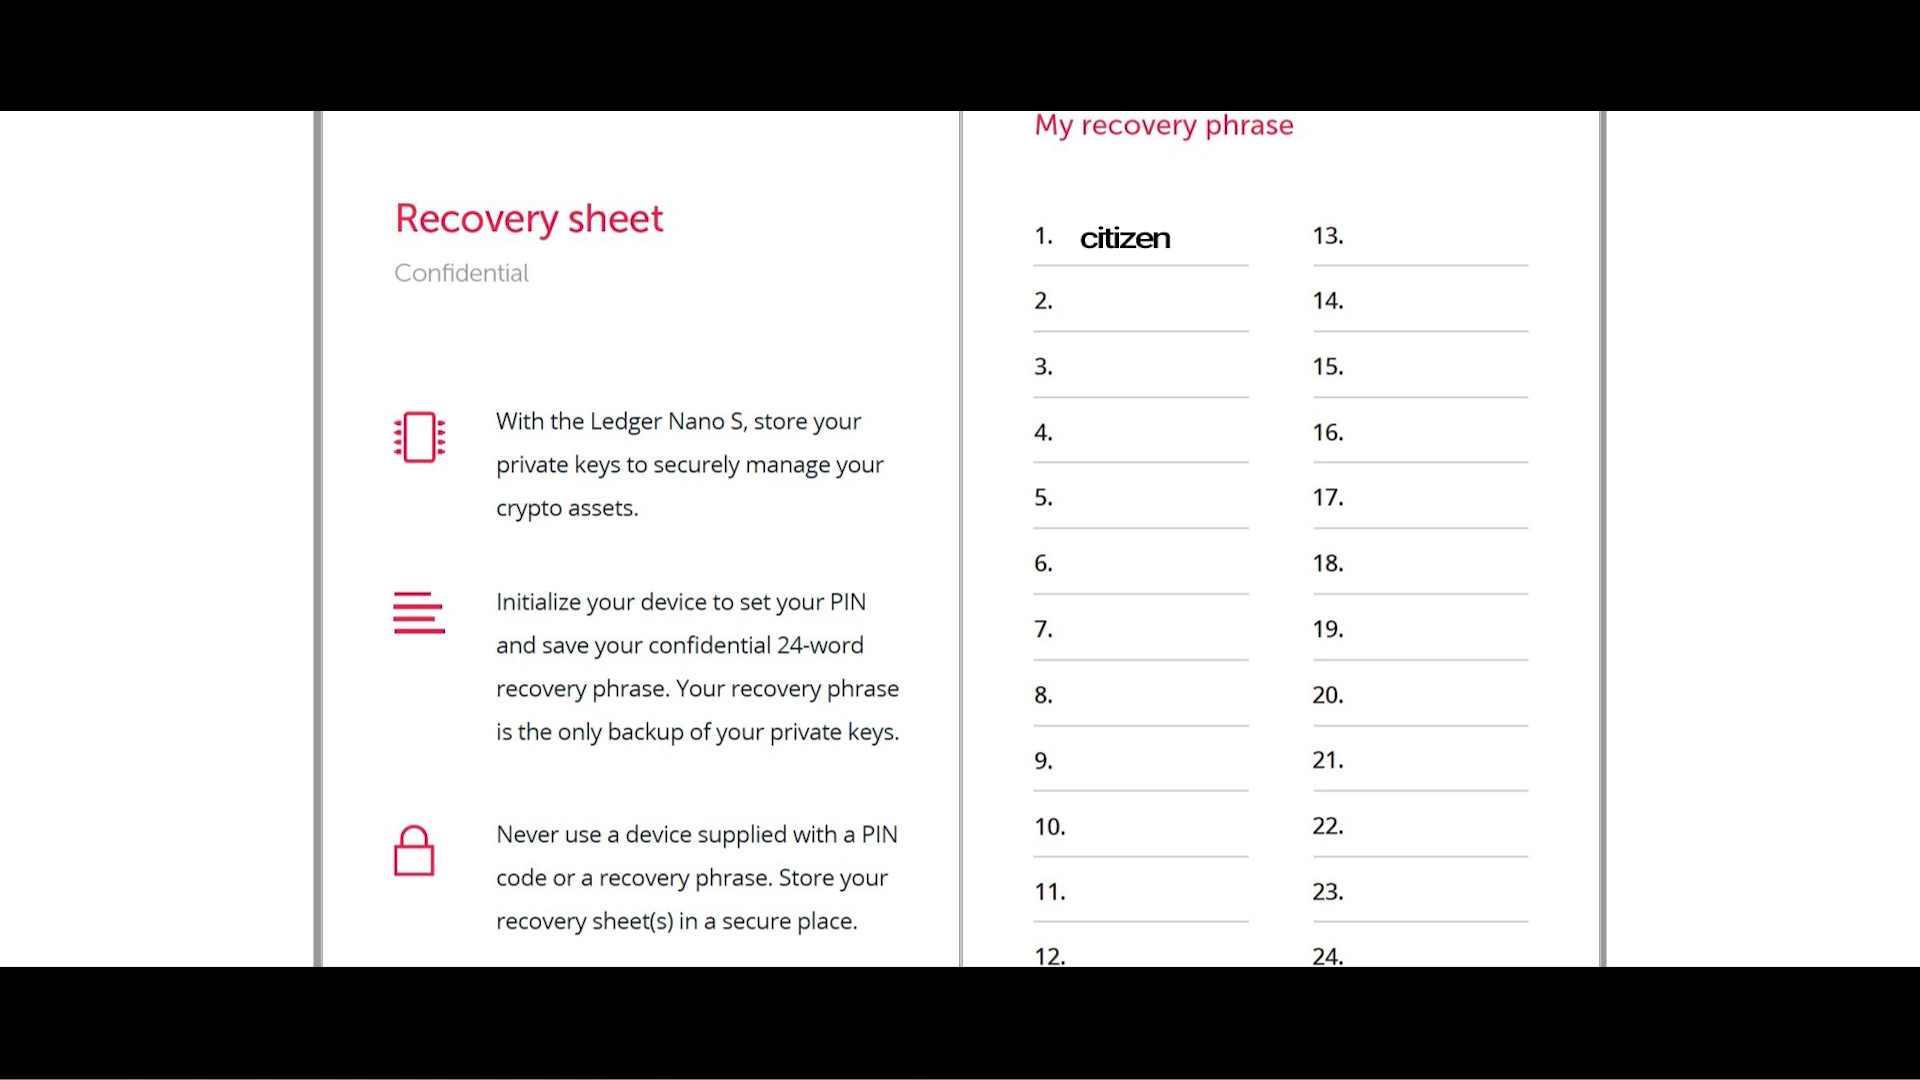 Recovery sheet
Confidential
With the Ledger Nano S, store your
private keys to securely manage your
crypto assets.
Initialize your device to set your PIN
and save your confidential 24-word
recovery phrase. Your recovery phrase
is the only backup of your private keys.
Never use a device supplied with a PIN
code or a recovery phrase. Store your
recovery sheet(s) in a secure place.
My recovery phrase
1. citizen
2.
3.
4.
5.
6.
7.
8.
9.
10.
11.
12.
13.
14.
15.
16.
17.
18.
19.
20.
21.
22.
23.
24.